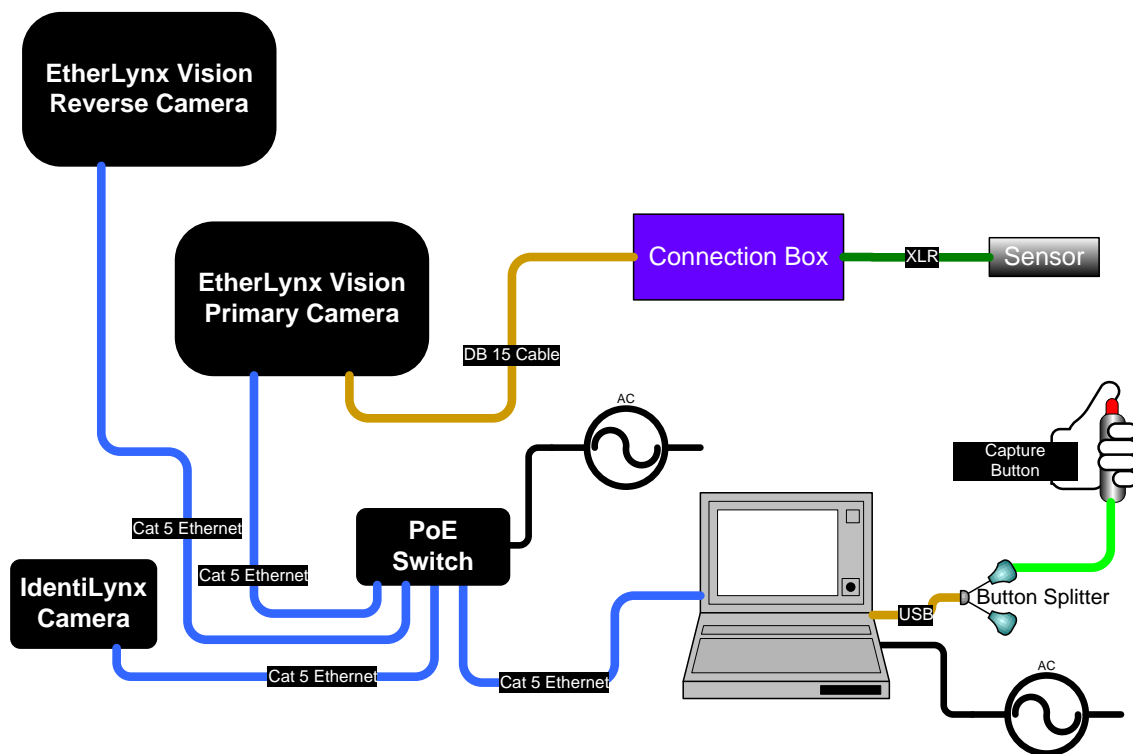 EtherLynx Vision
Reverse Camera
EtherLynx Vision
Primary Camera
Connection Box
XLR
Sensor
DB 15 Cable
AC
Capture
Button
Cat 5 Ethernet
PoE
Switch
Cat 5 Ethernet
IdentiLynx
Camera
Button Splitter
USB
Cat 5 Ethernet
Cat 5 Ethernet
AC